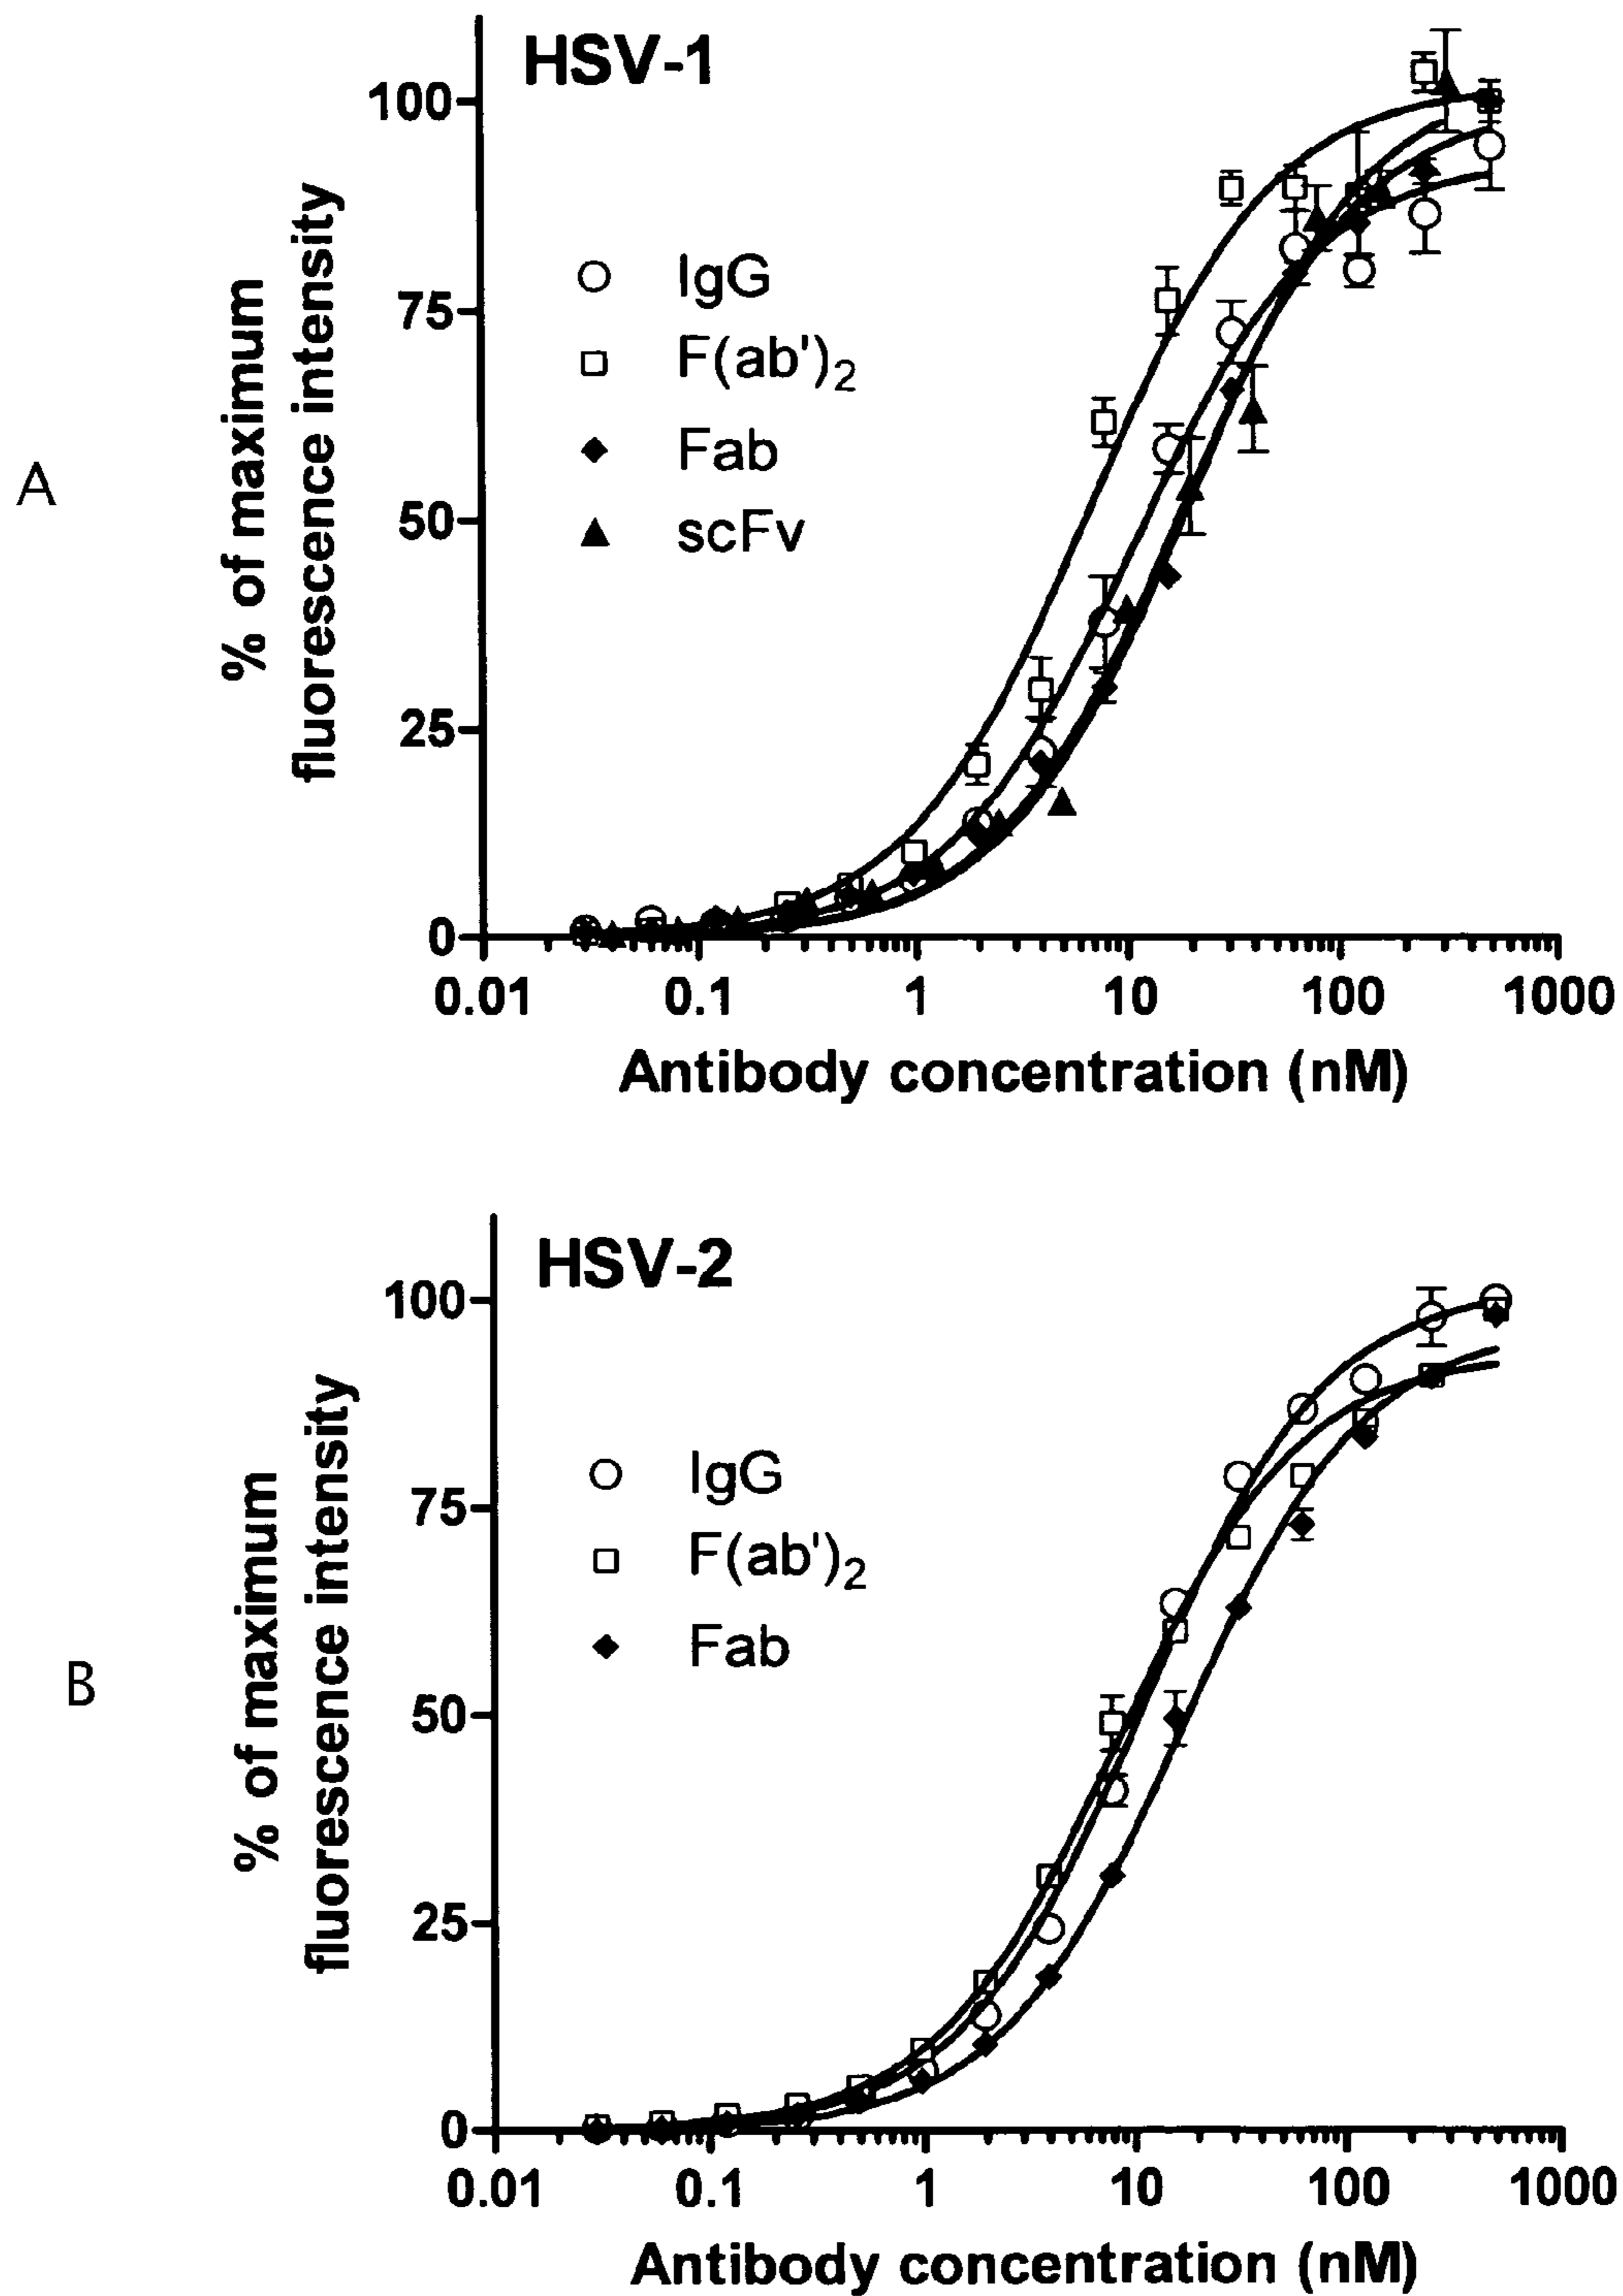 A
HSV-1
% of maximum
fluorescence intensity
100
75
50
25
0
IgG
F(ab')2
Fab
scFv
0.01 0.1 1 10 100 1000
Antibody concentration (nM)
B
HSV-2
% of maximum
fluorescence intensity
100
75
50
25
0
IgG
F(ab')2
Fab
0.01 0.1 1 10 100 1000
Antibody concentration (nM)